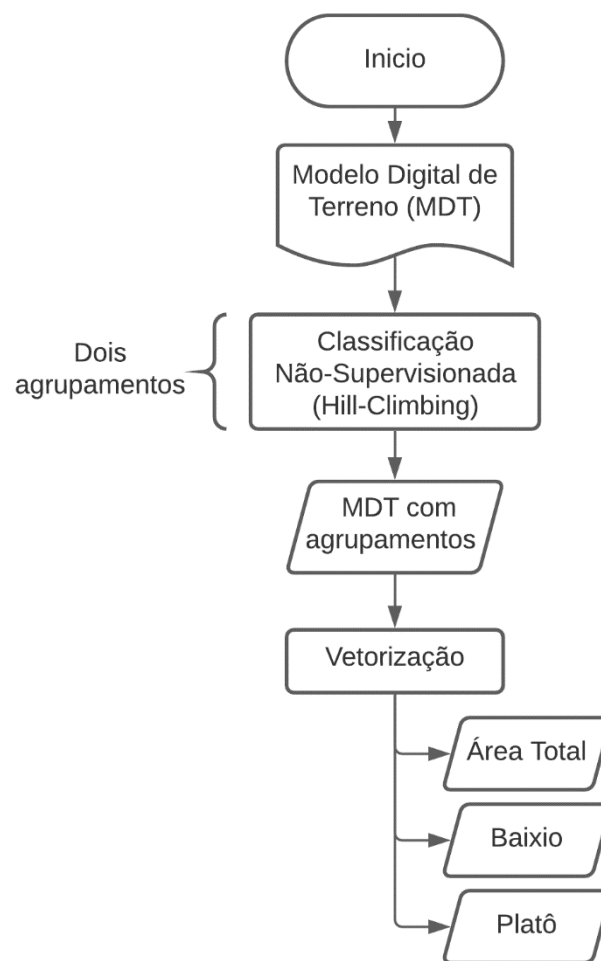 Inicio
Modelo Digital de
Terreno (MDT)
Dois
agrupamentos
Classificação
Não-Supervisionada
(Hill-Climbing)
MDT com
agrupamentos
Vetorização
Área Total
Baixio
Platô